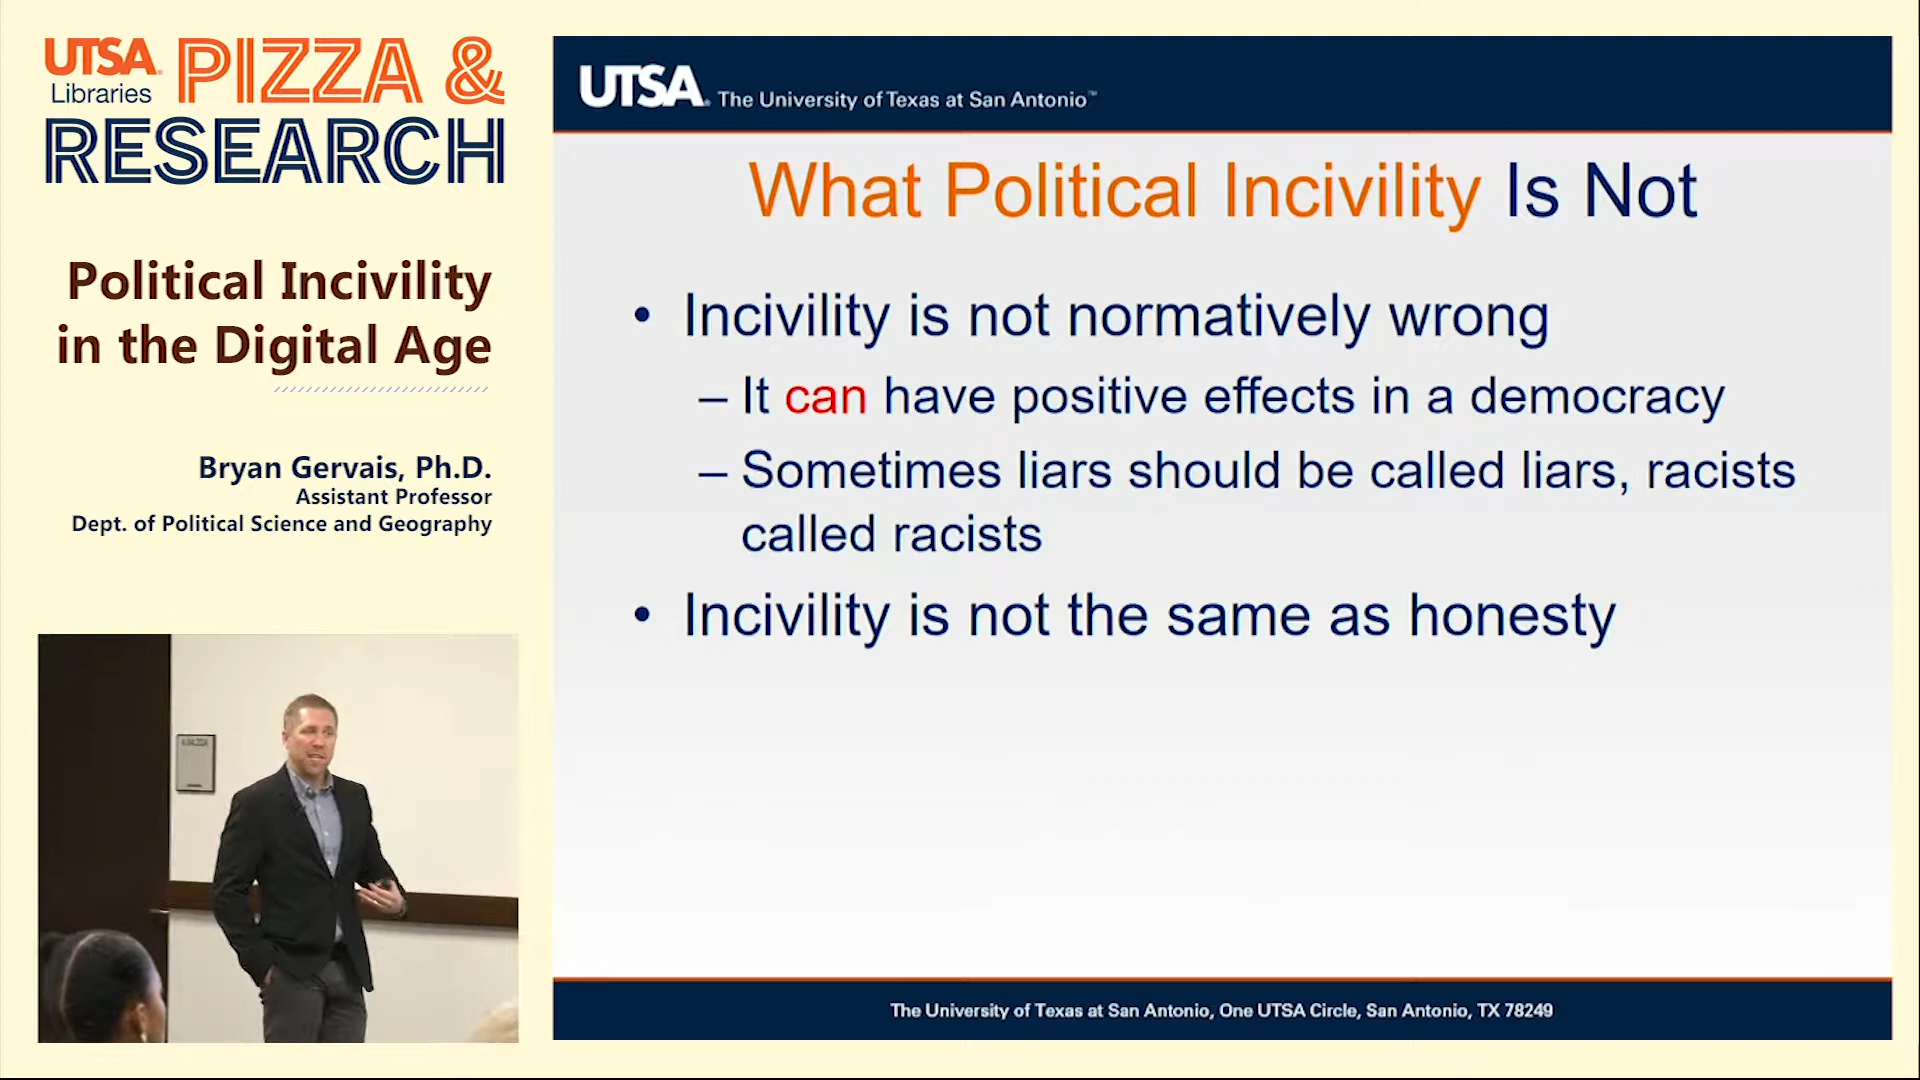 UTSA Libraries PIZZA &
RESEARCH
Political Incivility
in the Digital Age
Bryan Gervais, Ph.D.
Assistant Professor
Dept. of Political Science and Geography
UTSA The University of Texas at San Antonio™
What Political Incivility Is Not
• Incivility is not normatively wrong
– It can have positive effects in a democracy
– Sometimes liars should be called liars, racists
called racists
• Incivility is not the same as honesty
The University of Texas at San Antonio, One UTSA Circle, San Antonio, TX 78249